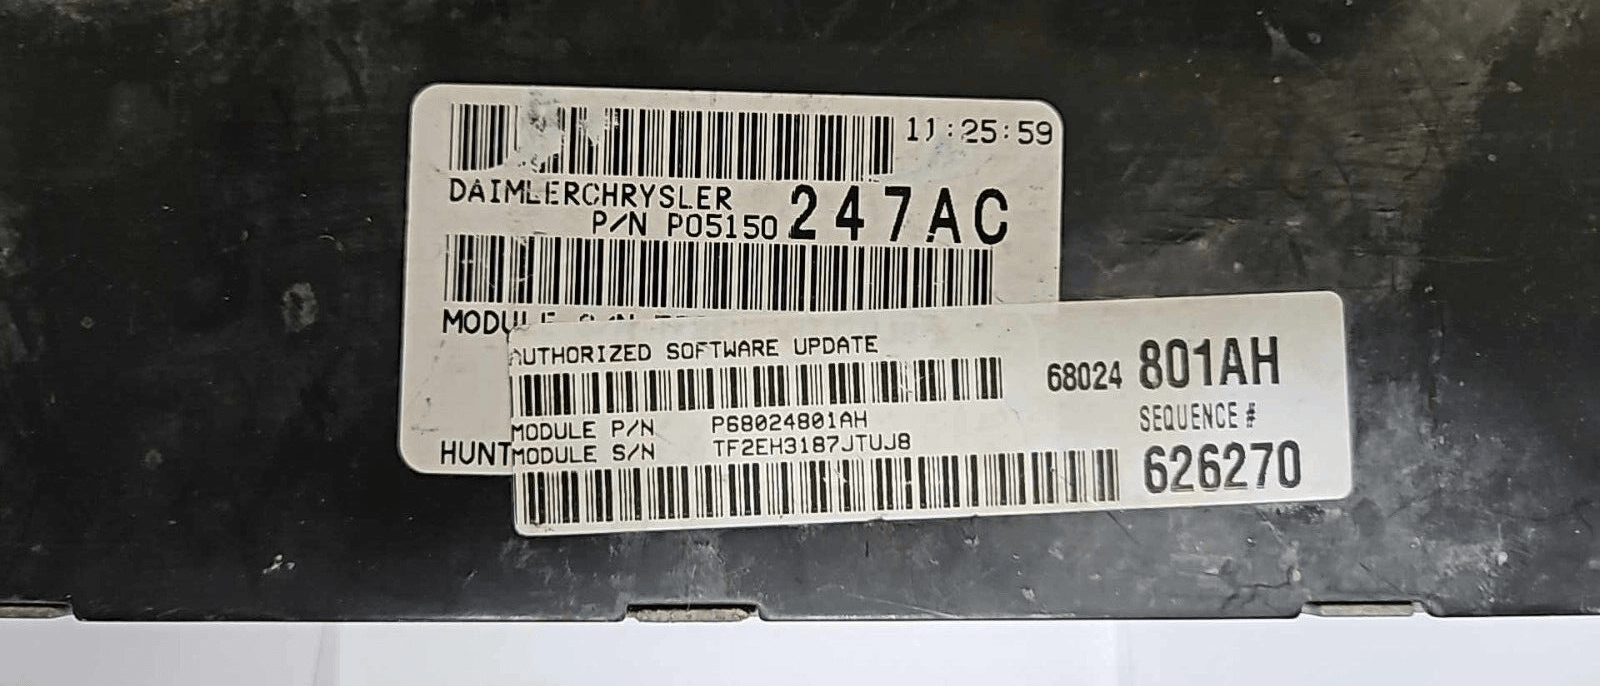 11:25:59
DAIMLERCHRYSLER
P/N P05150 247AC
MODULE S/N
AUTHORIZED SOFTWARE UPDATE
68024 801AH
MODULE P/N P68024801AH
SEQUENCE #
HUNT
MODULE S/N TF2EH3187JTUJ8
626270